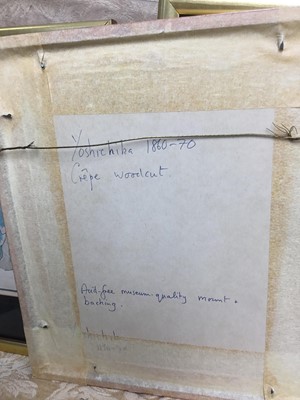 Yoshichika 1860-70
Crêpe woodcut
Acid-free museum-quality mount &
backing.